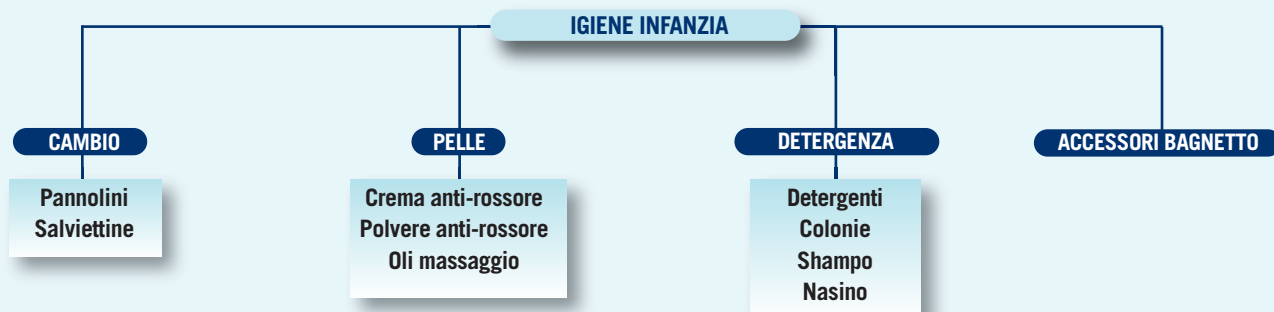 IGIENE INFANZIA
CAMBIO
Pannolini
Salviettine
PELLE
Crema anti-rossore
Polvere anti-rossore
Oli massaggio
DETERGENZA
Detergenti
Colonie
Shampo
Nasino
ACCESSORI BAGNETTO